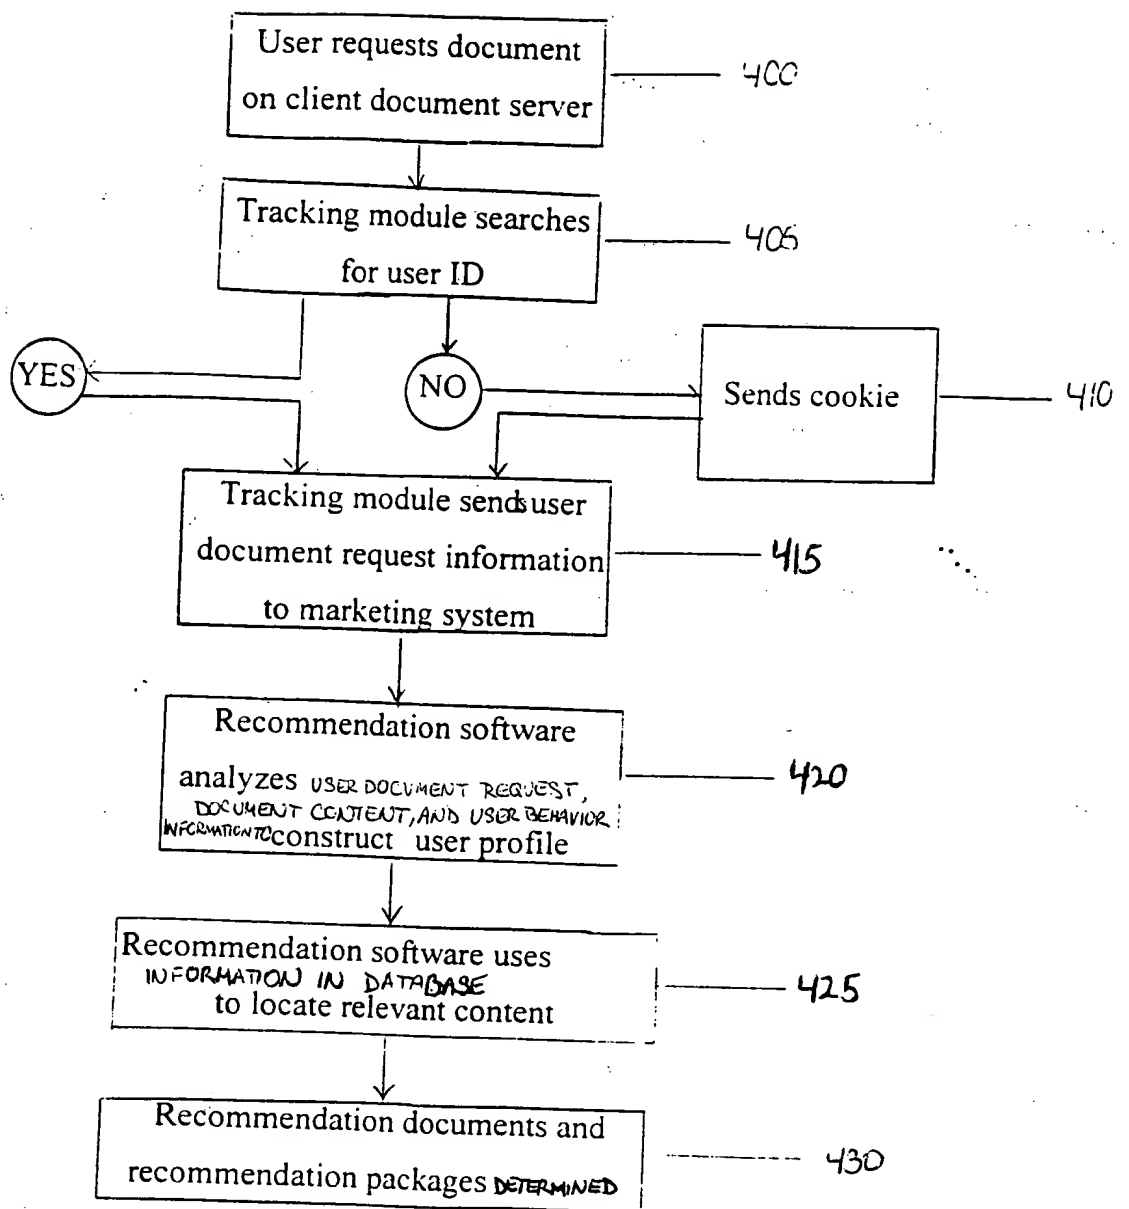 User requests document
on client document server
400
Tracking module searches
for user ID
405
YES
NO
Sends cookie
410
Tracking module sends user
document request information
to marketing system
415
Recommendation software
analyzes USER DOCUMENT REQUEST,
DOCUMENT CONTENT, AND USER BEHAVIOR
INFORMATION TO construct user profile
420
Recommendation software uses
INFORMATION IN DATABASE
to locate relevant content
425
Recommendation documents and
recommendation packages DETERMINED
430